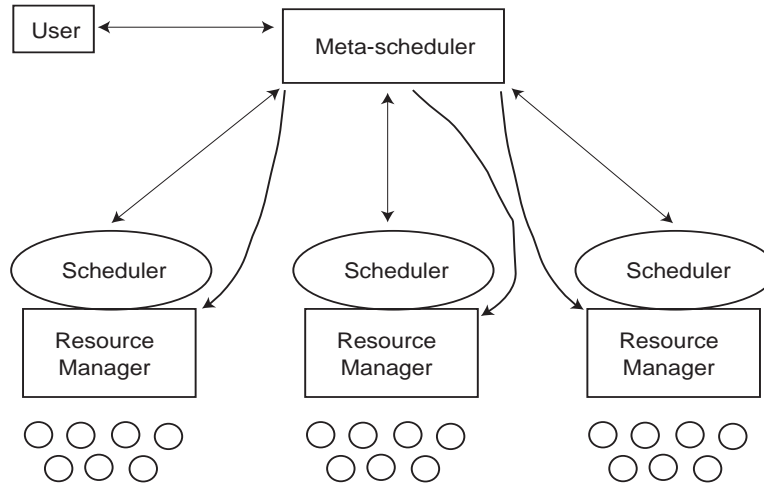 User
Meta-scheduler
Scheduler
Scheduler
Scheduler
Resource
Manager
Resource
Manager
Resource
Manager